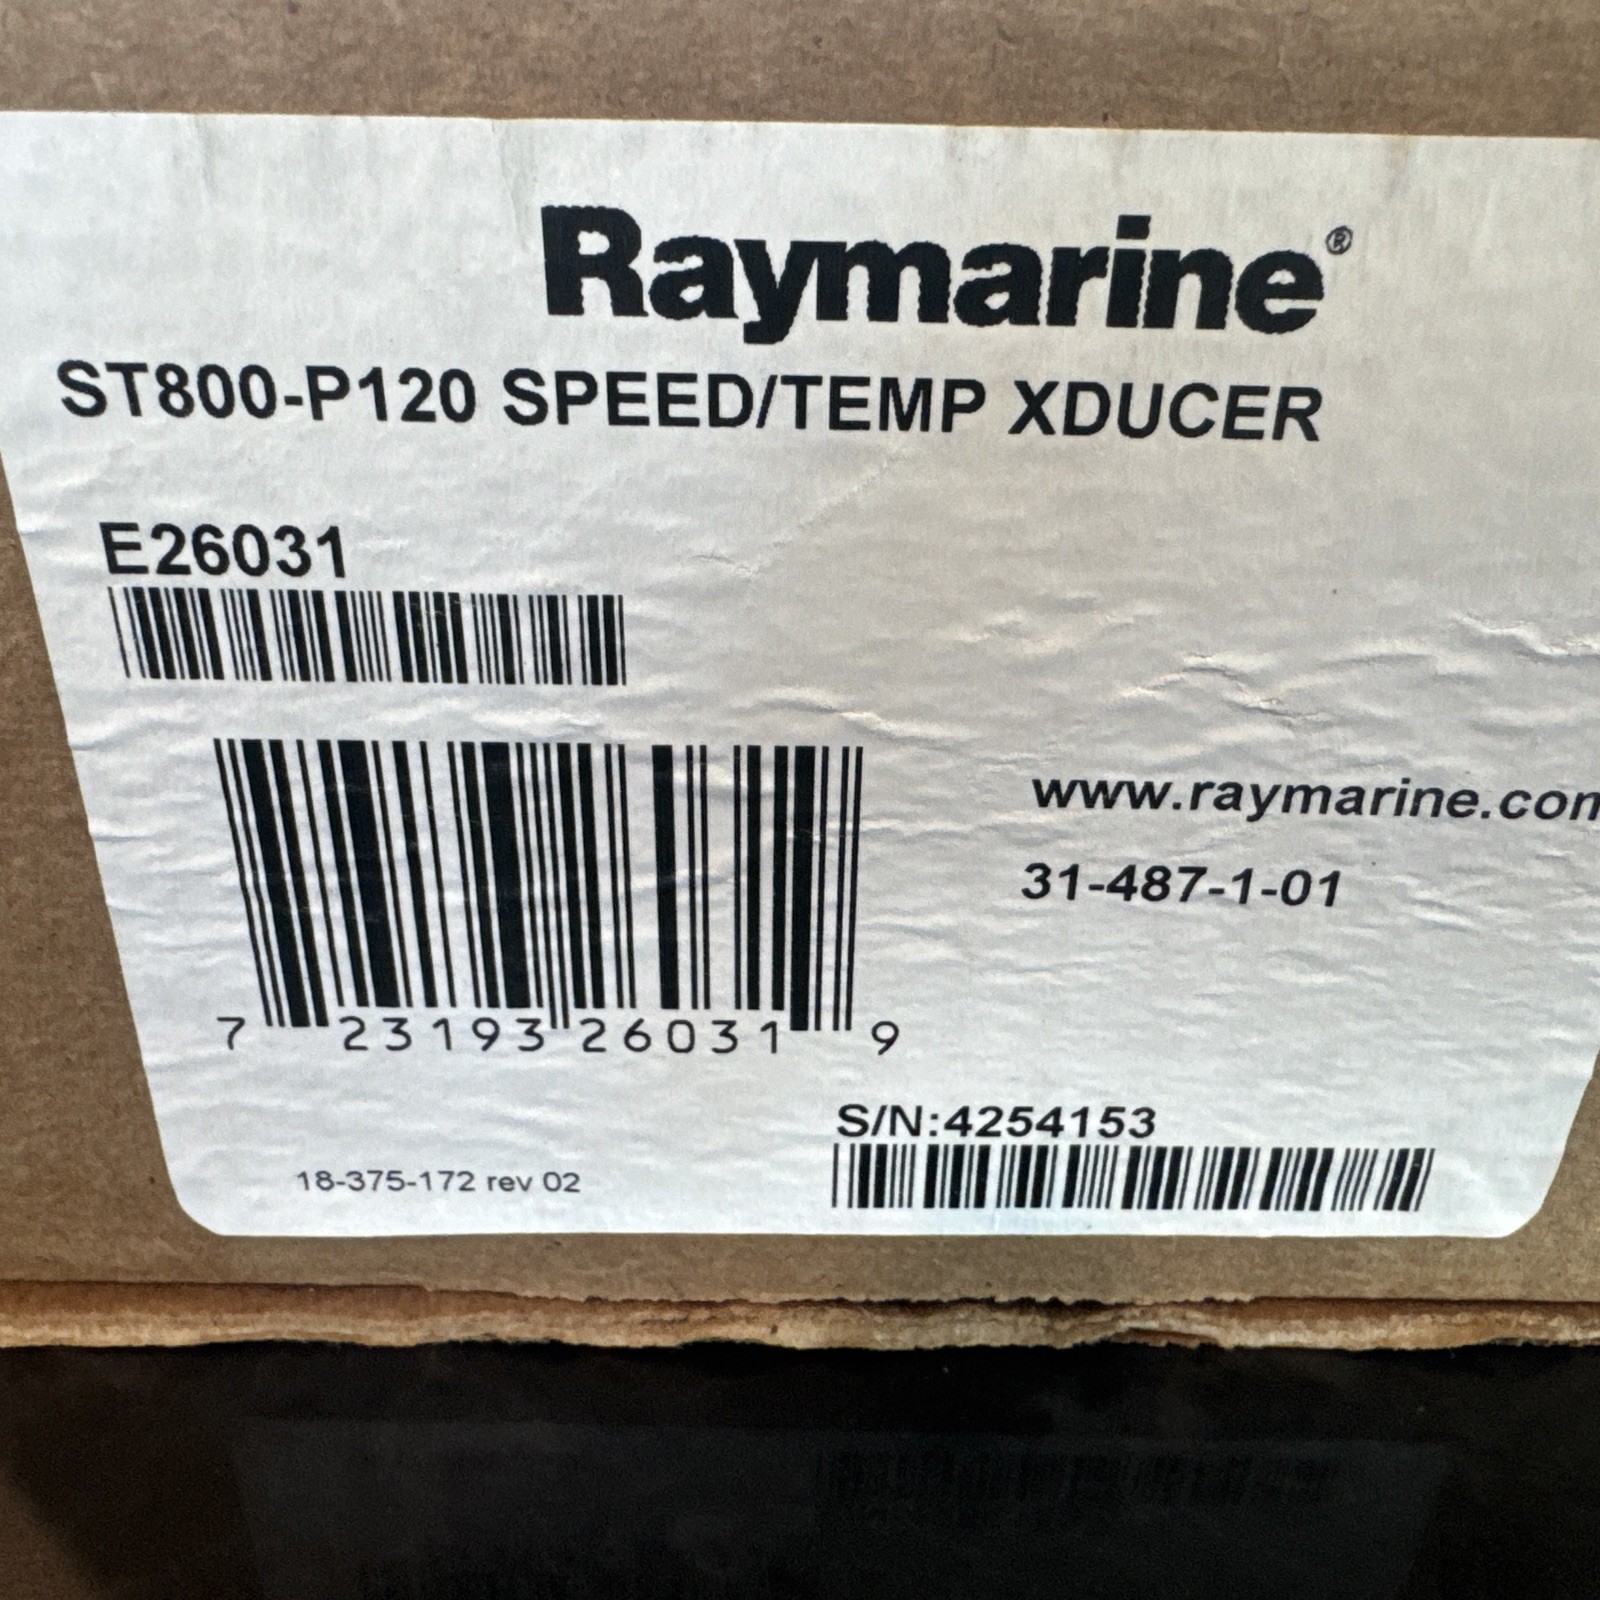 Raymarine®
ST800-P120 SPEED/TEMP XDUCER
E26031
www.raymarine.com
31-487-1-01
7 23193 26031 9
S/N:4254153
18-375-172 rev 02